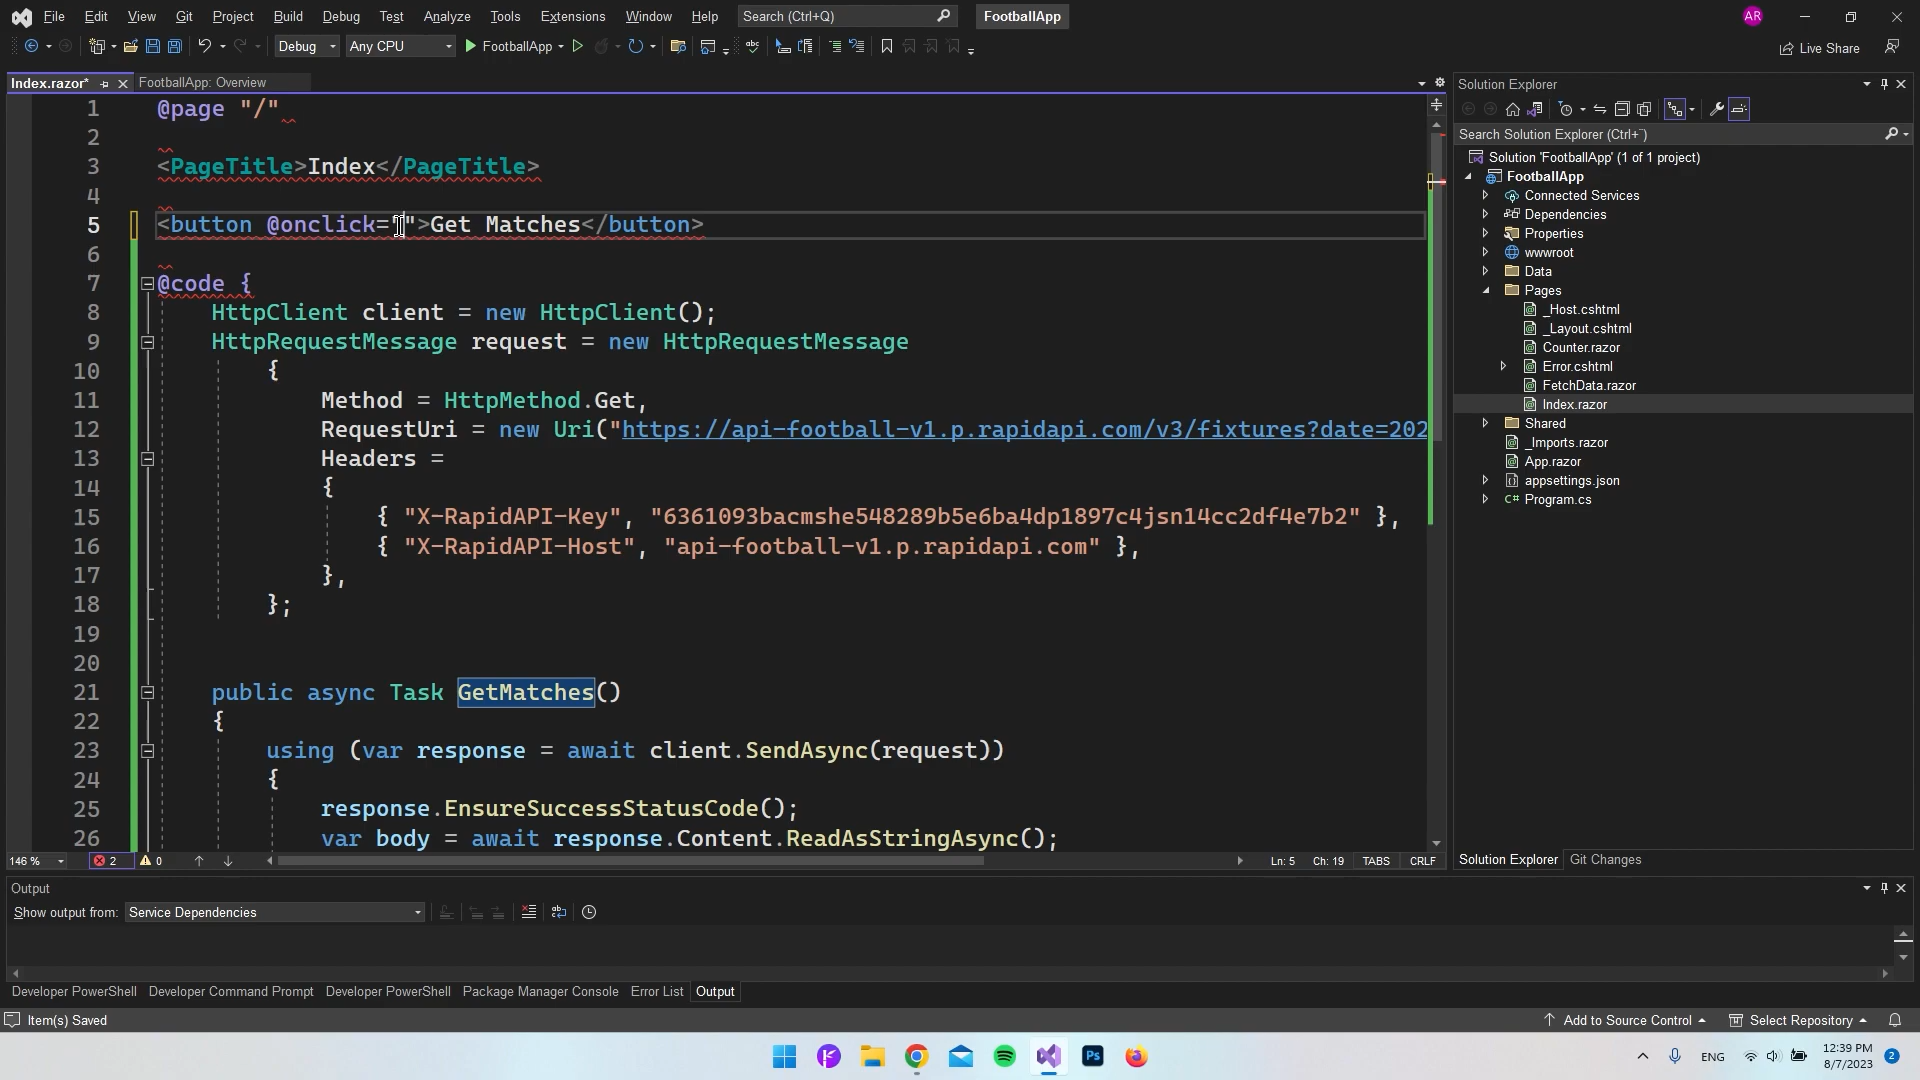 File Edit View Git Project Build Debug Test Analyze Tools Extensions Window Help Search (Ctrl+Q) FootballApp AR
Debug Any CPU FootballApp Live Share
Index.razor* FootballApp: Overview
1 @page "/"
2
3 <PageTitle>Index</PageTitle>
4
5 <button @onclick="">Get Matches</button>
6
7 @code {
8 HttpClient client = new HttpClient();
9 HttpRequestMessage request = new HttpRequestMessage
10 {
11 Method = HttpMethod.Get,
12 RequestUri = new Uri("https://api-football-v1.p.rapidapi.com/v3/fixtures?date=202
13 Headers =
14 {
15 { "X-RapidAPI-Key", "6361093bacmshe548289b5e6ba4dp1897c4jsn14cc2df4e7b2" },
16 { "X-RapidAPI-Host", "api-football-v1.p.rapidapi.com" },
17 },
18 };
19
20
21 public async Task GetMatches()
22 {
23 using (var response = await client.SendAsync(request))
24 {
25 response.EnsureSuccessStatusCode();
26 var body = await response.Content.ReadAsStringAsync();
146 % 2 0 Ln: 5 Ch: 19 TABS CRLF
Solution Explorer
Search Solution Explorer (Ctrl+¨)
Solution 'FootballApp' (1 of 1 project)
FootballApp
Connected Services
Dependencies
Properties
wwwroot
Data
Pages
_Host.cshtml
_Layout.cshtml
Counter.razor
Error.cshtml
FetchData.razor
Index.razor
Shared
_Imports.razor
App.razor
appsettings.json
C# Program.cs
Solution Explorer Git Changes
Output
Show output from: Service Dependencies
Developer PowerShell Developer Command Prompt Developer PowerShell Package Manager Console Error List Output
Item(s) Saved Add to Source Control Select Repository
Ps ENG 12:39 PM 2
8/7/2023